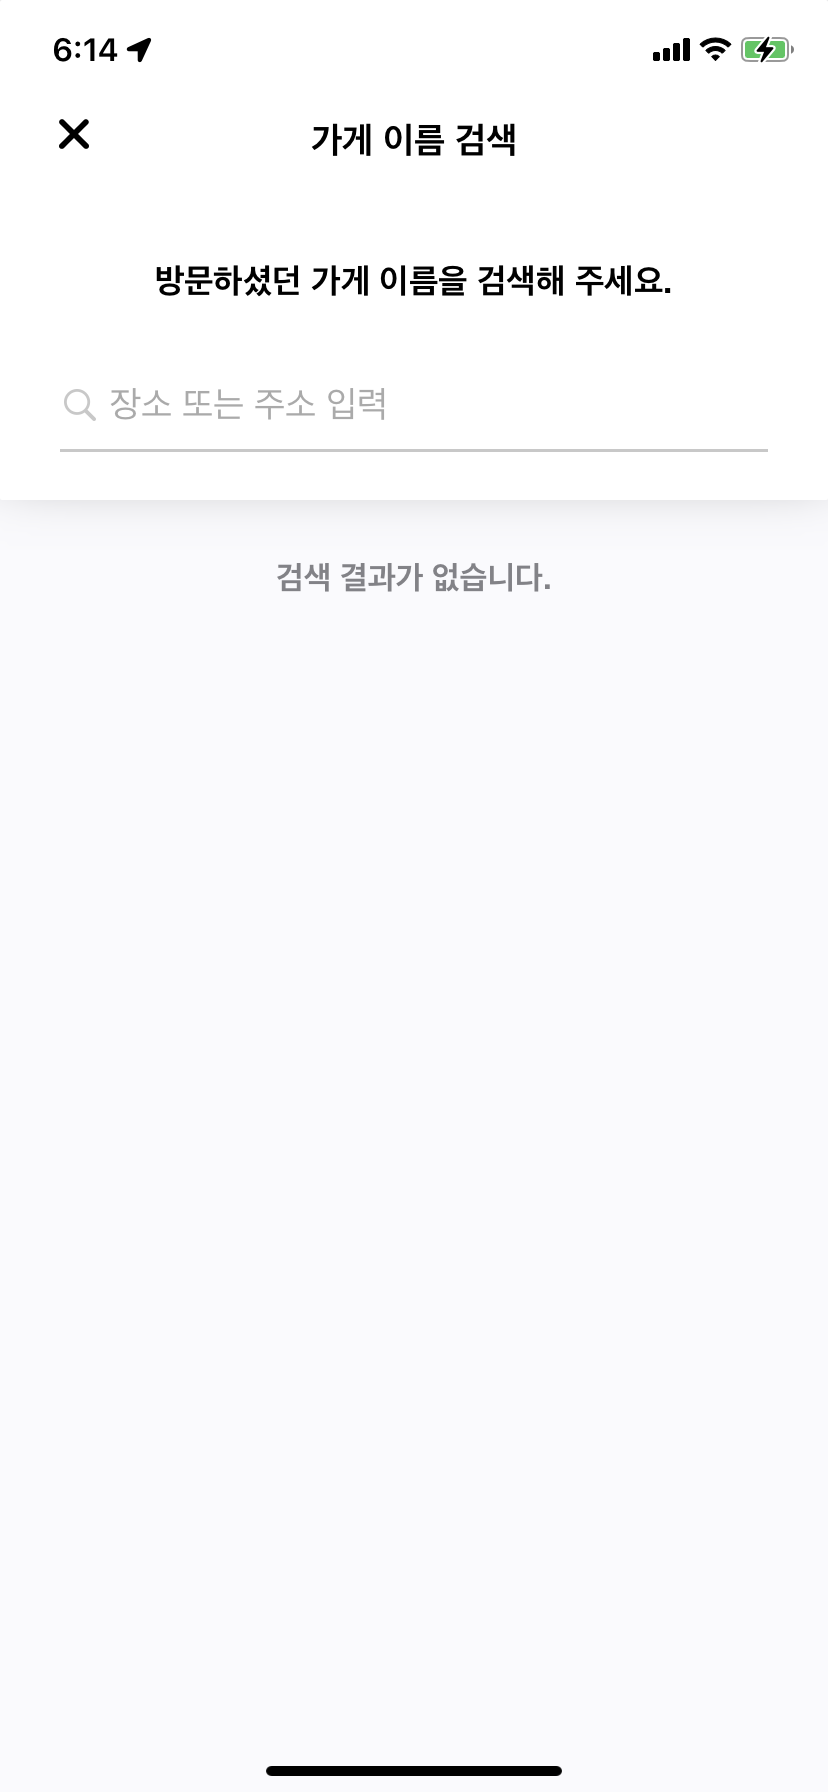 6:14
가게 이름 검색
방문하셨던 가게 이름을 검색해 주세요.
장소 또는 주소 입력
검색 결과가 없습니다.